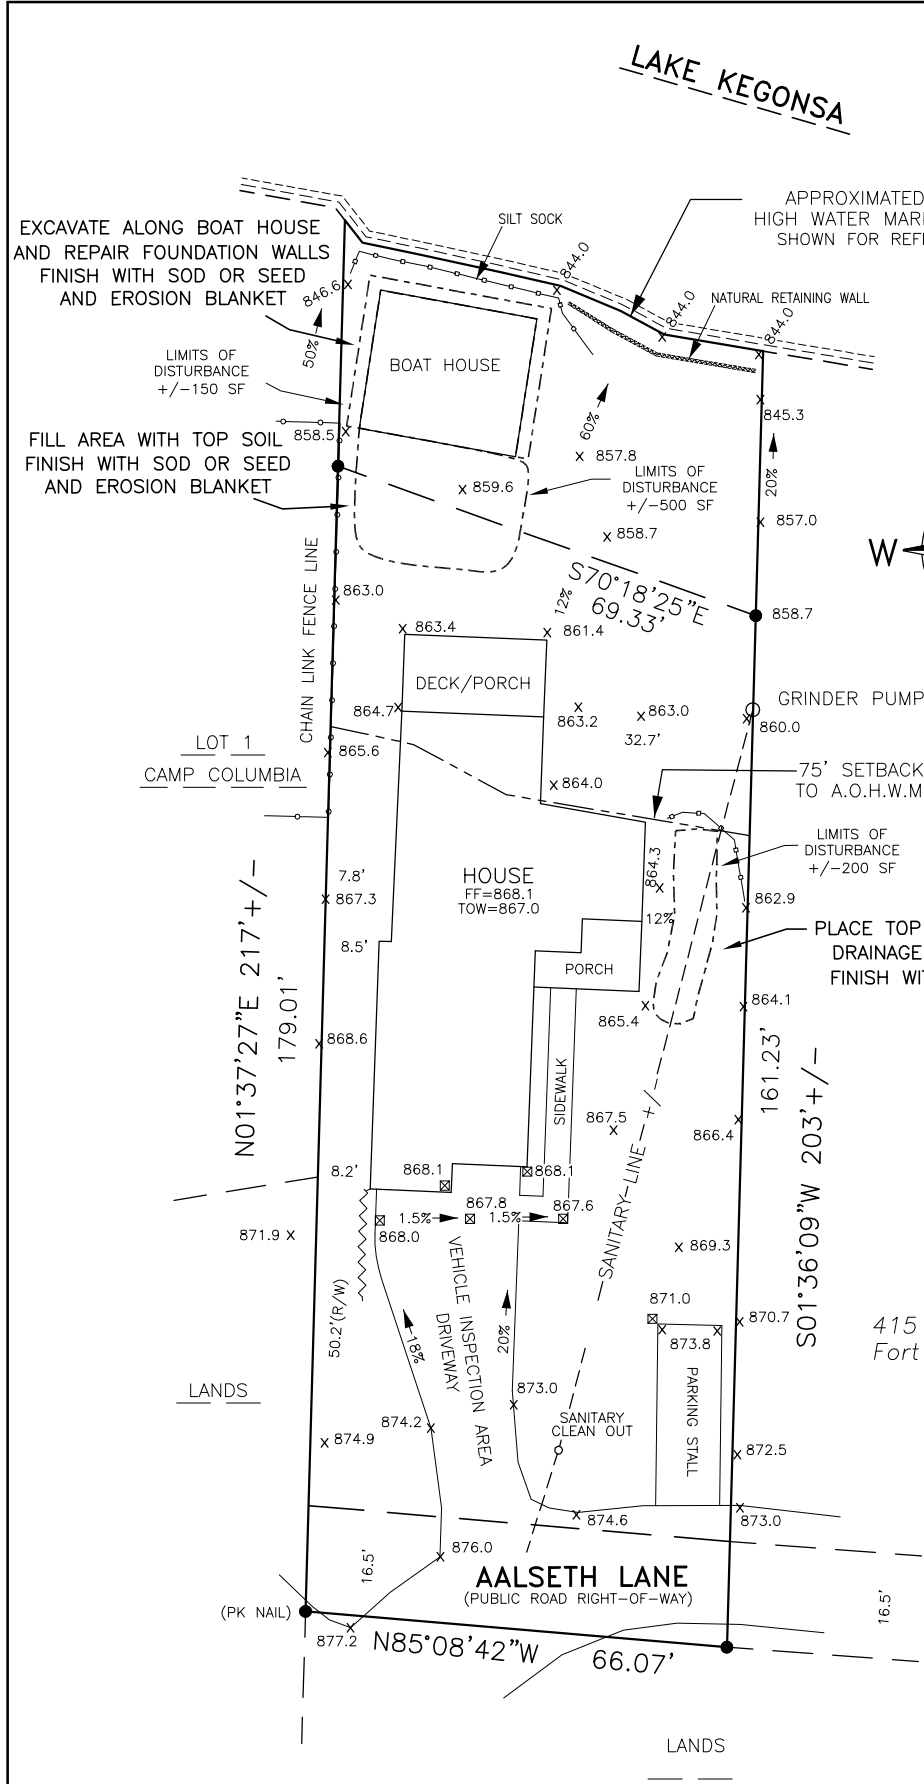 LAKE KEGONSA
APPROXIMATED
HIGH WATER MAR
SHOWN FOR REF
EXCAVATE ALONG BOAT HOUSE
AND REPAIR FOUNDATION WALLS
FINISH WITH SOD OR SEED
AND EROSION BLANKET
SILT SOCK
844.0
844.0
844.0
NATURAL RETAINING WALL
846.6
50%
LIMITS OF
DISTURBANCE
+/-150 SF
BOAT HOUSE
845.3
858.5
60%
20%
FILL AREA WITH TOP SOIL
FINISH WITH SOD OR SEED
AND EROSION BLANKET
857.8
859.6
LIMITS OF
DISTURBANCE
+/-500 SF
857.0
858.7
W
CHAIN LINK FENCE LINE
863.0
S70°18'25"E
69.33'
12%
858.7
863.4
861.4
DECK/PORCH
864.7
863.2
863.0
32.7'
GRINDER PUMP
860.0
LOT 1
CAMP COLUMBIA
865.6
864.0
75' SETBACK
TO A.O.H.W.M
LIMITS OF
DISTURBANCE
+/-200 SF
7.8'
867.3
HOUSE
FF=868.1
TOW=867.0
864.3
862.9
12%
8.5'
PORCH
PLACE TOP
DRAINAGE
FINISH WI
865.4
864.1
N01°37'27"E 217'+/-
179.01'
868.6
SIDEWALK
867.5
SANITARY-LINE +/-
161.23'
S01°36'09"W 203'+/-
866.4
8.2'
868.1
868.1
867.8
867.6
1.5%
1.5%
871.9
868.0
869.3
VEHICLE INSPECTION AREA
DRIVEWAY
50.2'(R/W)
18%
20%
871.0
873.8
870.7
415
Fort
LANDS
873.0
PARKING STALL
SANITARY
CLEAN OUT
874.2
874.9
872.5
874.6
873.0
876.0
16.5'
AALSETH LANE
(PUBLIC ROAD RIGHT-OF-WAY)
16.5'
(PK NAIL)
877.2
N85°08'42"W
66.07'
LANDS